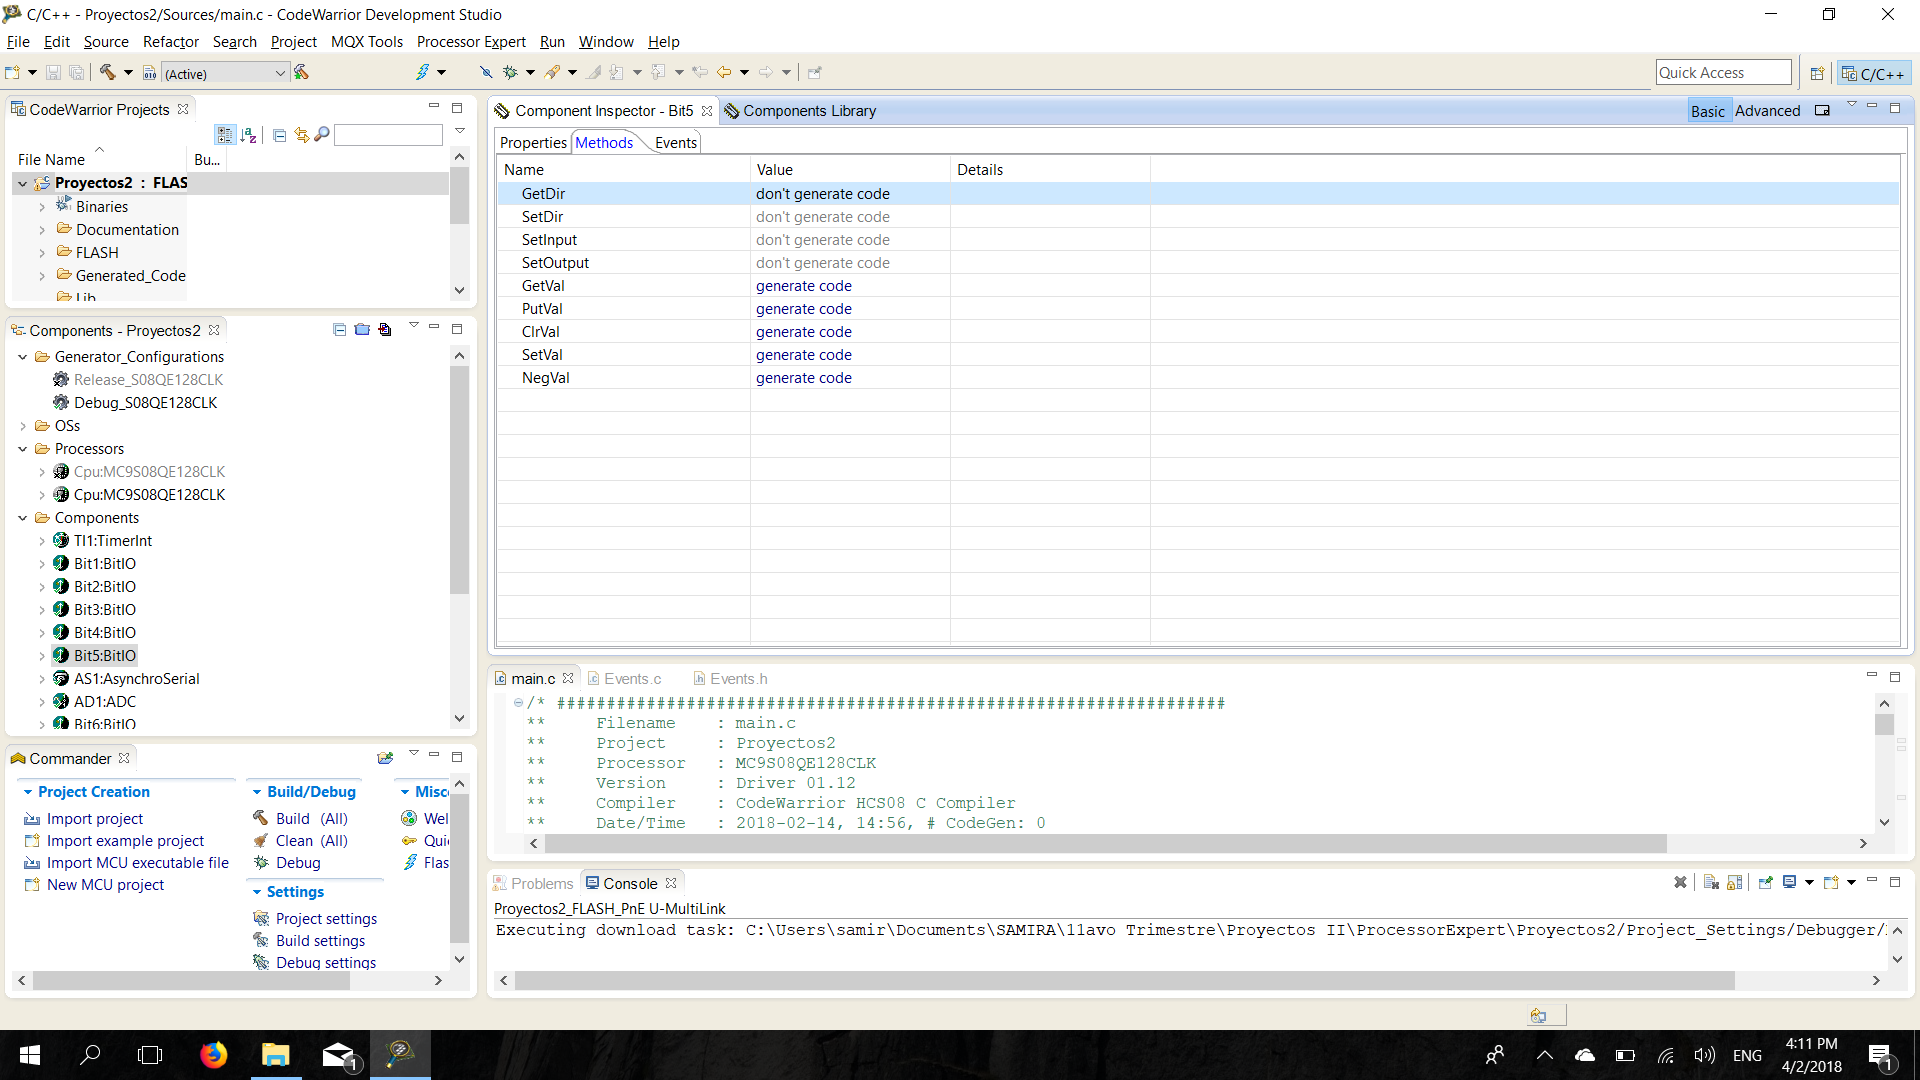 C/C++ - Proyectos2/Sources/main.c - CodeWarrior Development Studio
File Edit Source Refactor Search Project MQX Tools Processor Expert Run Window Help
(Active)
Quick Access
C/C++
CodeWarrior Projects
File Name Bu...
Proyectos2 : FLAS
Binaries
Documentation
FLASH
Generated_Code
Lib
Components - Proyectos2
Generator_Configurations
Release_S08QE128CLK
Debug_S08QE128CLK
OSs
Processors
Cpu:MC9S08QE128CLK
Cpu:MC9S08QE128CLK
Components
TI1:TimerInt
Bit1:BitIO
Bit2:BitIO
Bit3:BitIO
Bit4:BitIO
Bit5:BitIO
AS1:AsynchroSerial
AD1:ADC
Bit6:BitIO
Commander
Project Creation
Import project
Import example project
Import MCU executable file
New MCU project
Build/Debug
Build (All)
Clean (All)
Debug
Settings
Project settings
Build settings
Debug settings
Misc
Wel
Quic
Flas
Component Inspector - Bit5
Components Library
Basic Advanced
Properties Methods Events
Name Value Details
GetDir don't generate code
SetDir don't generate code
SetInput don't generate code
SetOutput don't generate code
GetVal generate code
PutVal generate code
ClrVal generate code
SetVal generate code
NegVal generate code
main.c Events.c Events.h
/* ###################################################################
** Filename : main.c
** Project : Proyectos2
** Processor : MC9S08QE128CLK
** Version : Driver 01.12
** Compiler : CodeWarrior HCS08 C Compiler
** Date/Time : 2018-02-14, 14:56, # CodeGen: 0
Problems Console
Proyectos2_FLASH_PnE U-MultiLink
Executing download task: C:\Users\samir\Documents\SAMIRA\11avo Trimestre\Proyectos II\ProcessorExpert\Proyectos2/Project_Settings/Debugger/
1
ENG
4:11 PM
4/2/2018
1